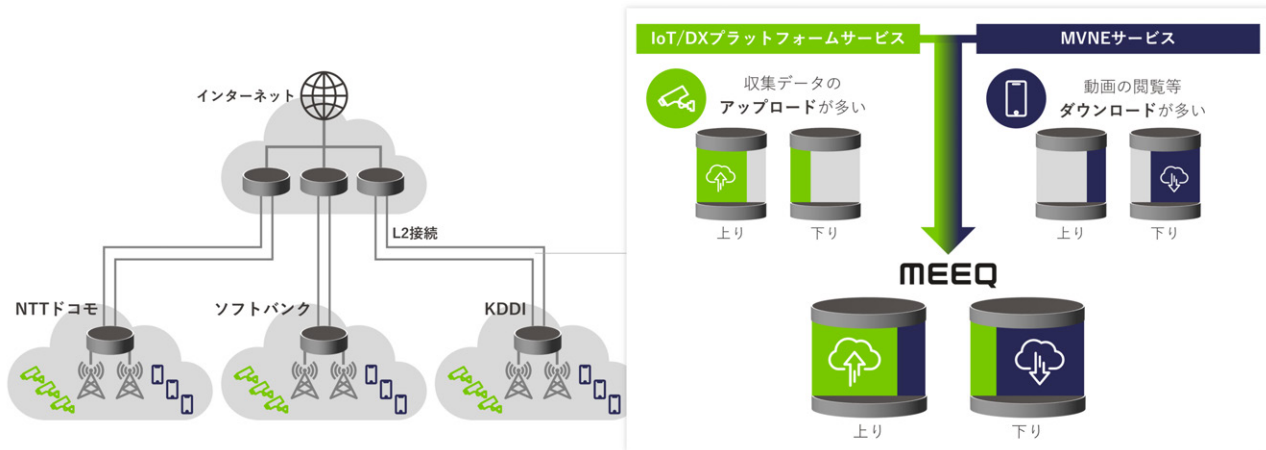 インターネット
L2接続
NTTドコモ
ソフトバンク
KDDI
IoT/DXプラットフォームサービス
MVNEサービス
収集データの
アップロードが多い
動画の閲覧等
ダウンロードが多い
上り
下り
上り
下り
MEEQ
上り
下り